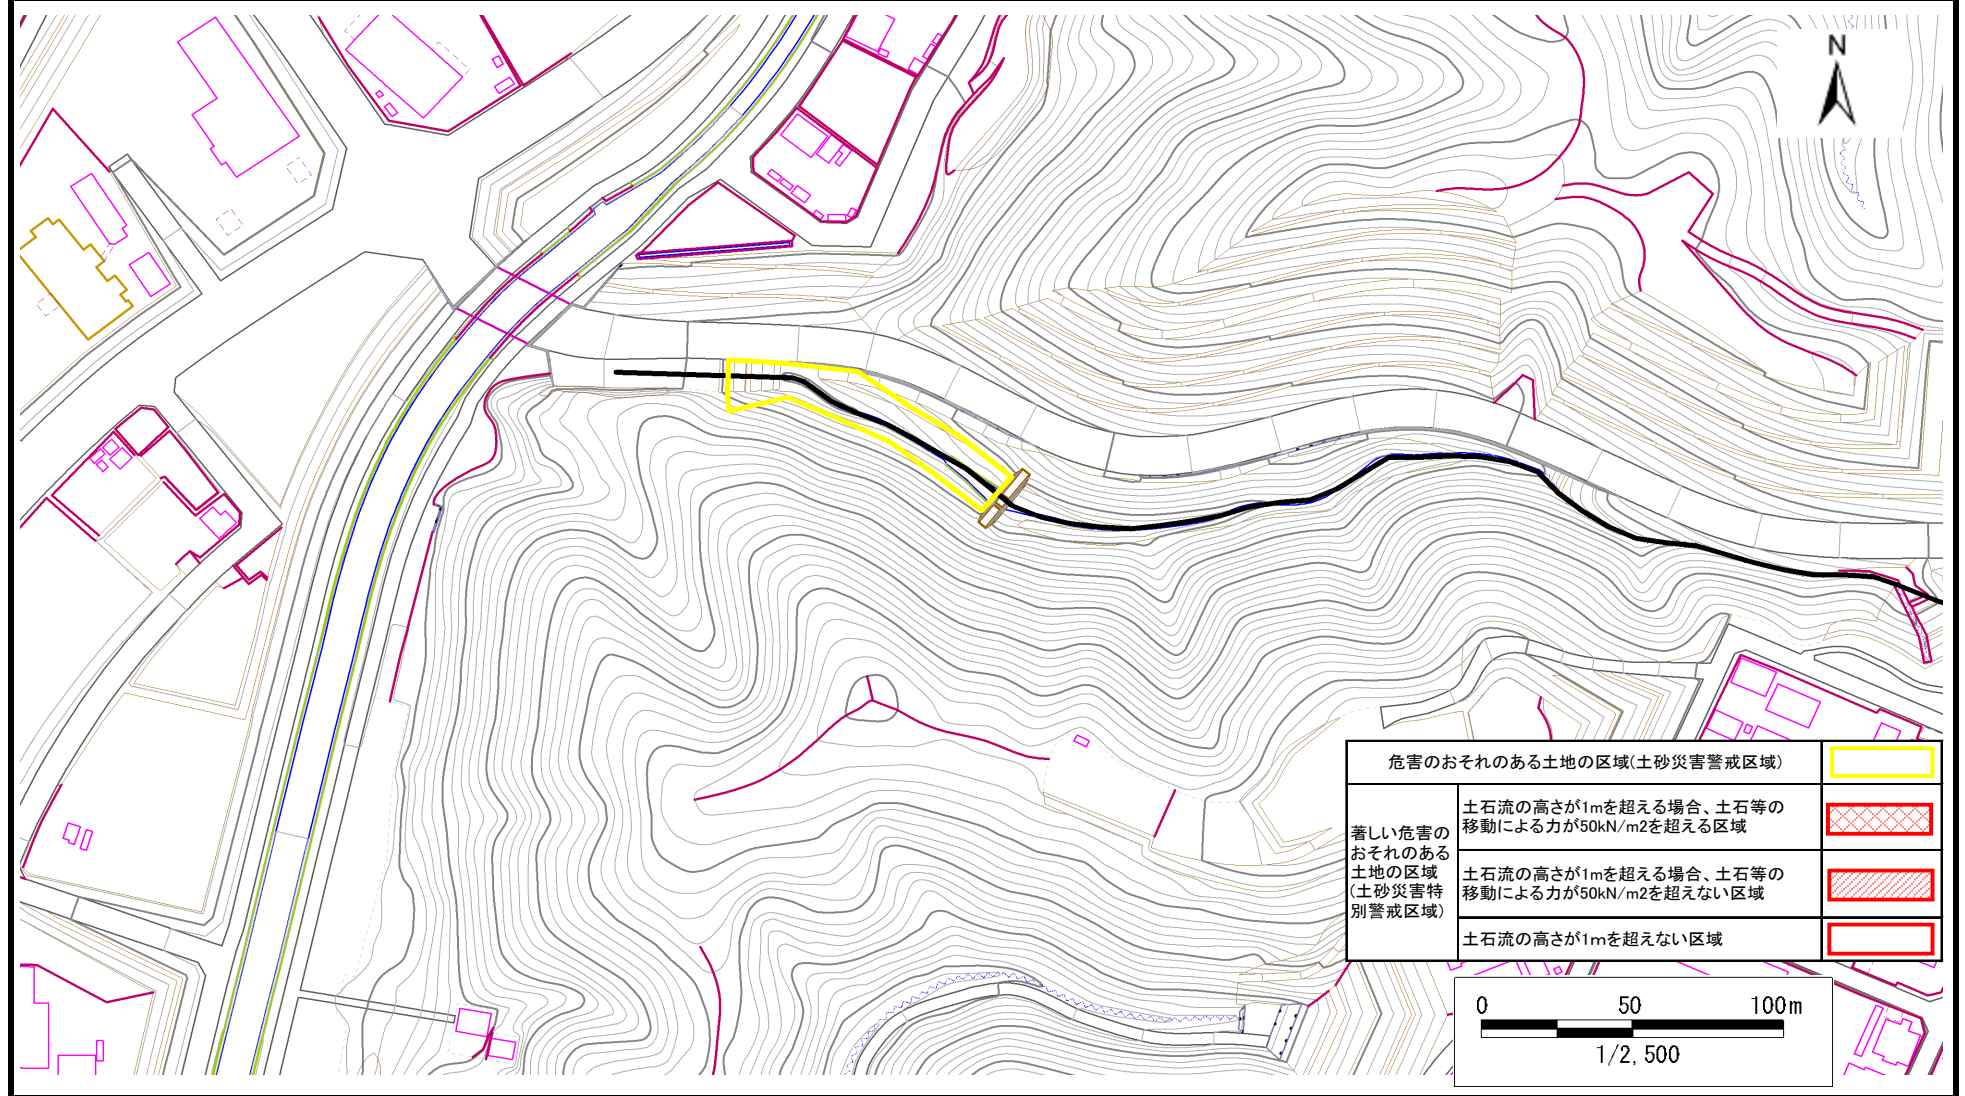 N
危害のおそれのある土地の区域(土砂災害警戒区域)
著しい危害の
おそれのある
土地の区域
(土砂災害特
別警戒区域)
土石流の高さが1mを超える場合、土石等の
移動による力が50kN/m2を超える区域
土石流の高さが1mを超える場合、土石等の
移動による力が50kN/m2を超えない区域
土石流の高さが1mを超えない区域
0 50 100m
1/2,500